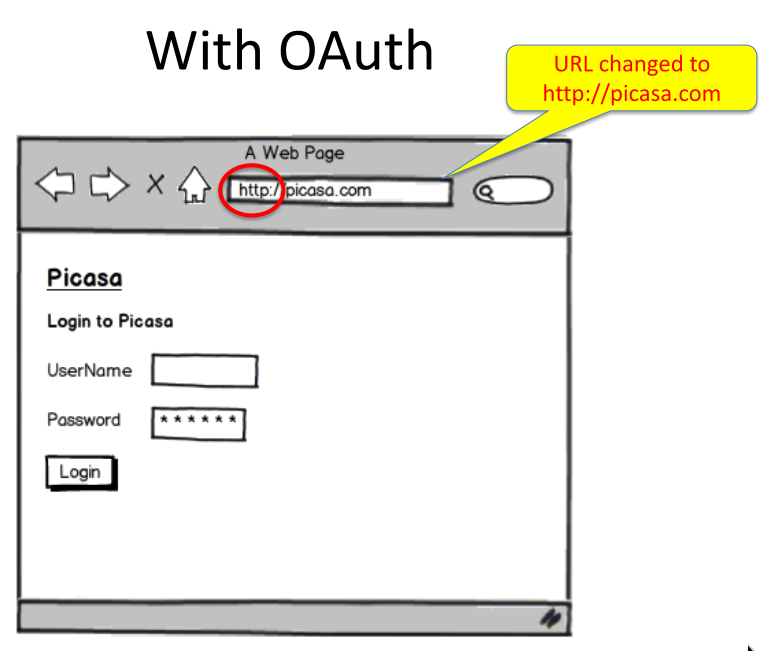 With OAuth
URL changed to
http://picasa.com
A Web Page
http://picasa.com
Picasa
Login to Picasa
UserName
Password
******
Login